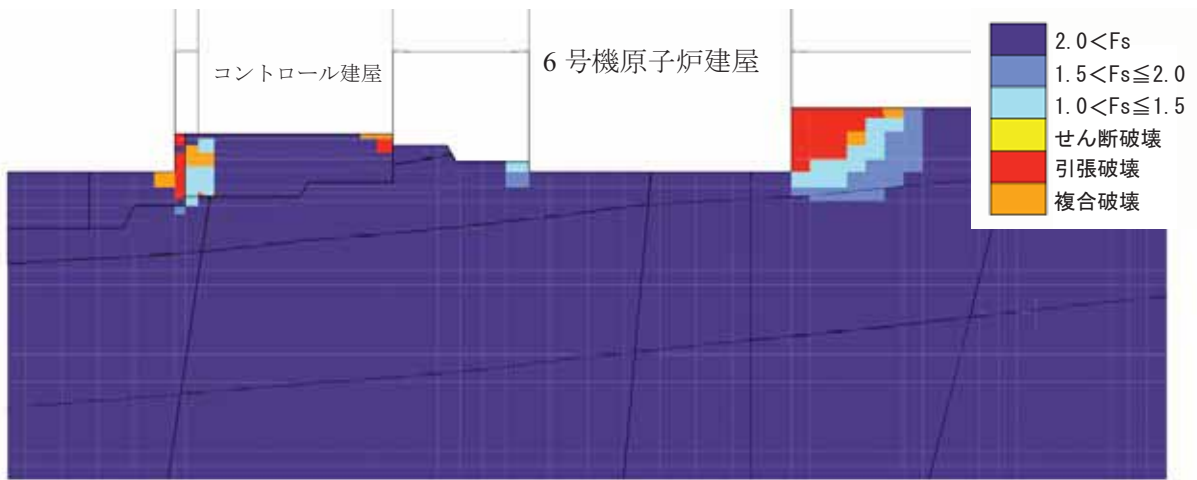 コントロール建屋
6 号機原子炉建屋
2.0<Fs
1.5<Fs≦2.0
1.0<Fs≦1.5
せん断破壊
引張破壊
複合破壊